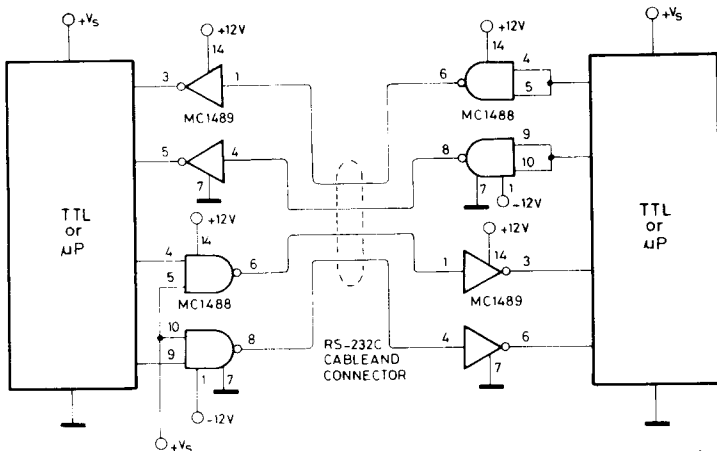 +Vs
+12V
14
3
1
MC1489
5
4
7
TTL
or
µP
+12V
14
4
5
6
MC1488
10
9
8
1
7
-12V
+Vs
RS-232C
CABLEAND
CONNECTOR
+12V
14
6
4
5
MC1488
8
9
10
7
1
-12V
+12V
14
1
3
MC1489
4
6
7
+Vs
TTL
or
µP